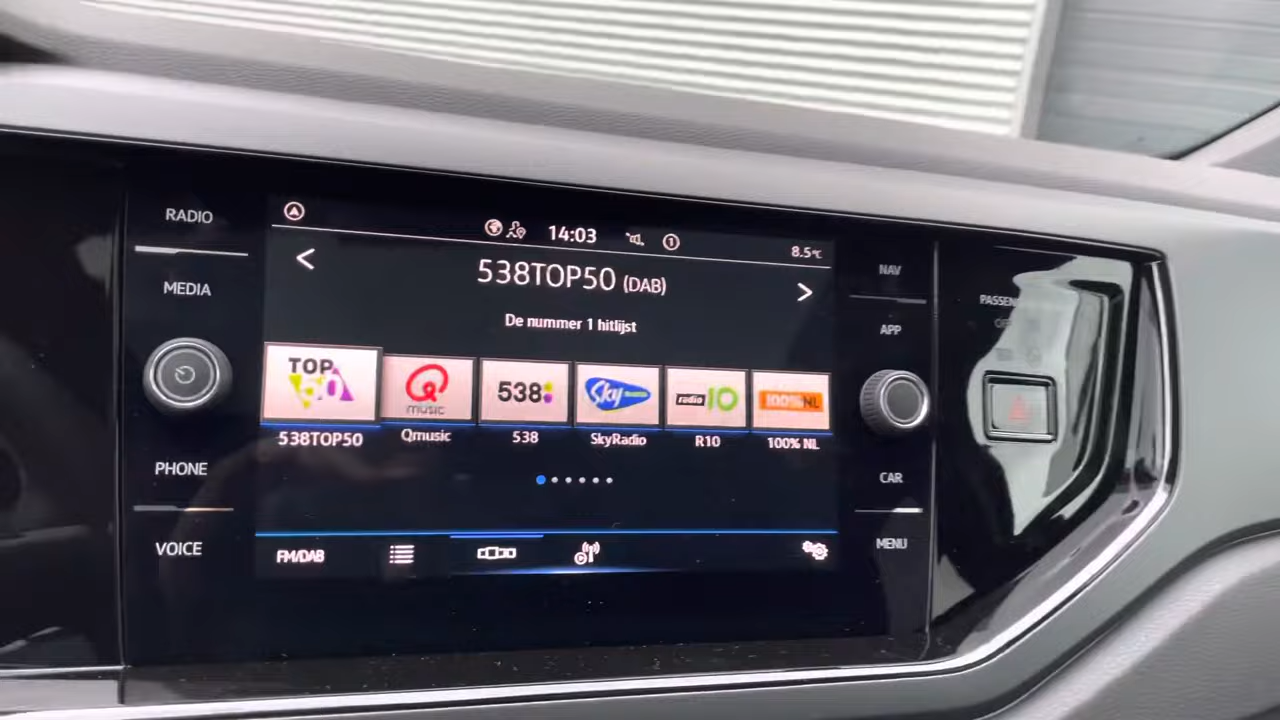 RADIO
MEDIA
PHONE
VOICE
14:03
1
8.5°C
538TOP50 (DAB)
De nummer 1 hitlijst
TOP
Q
music
538
Sky
radio 10
100% NL
538TOP50
Qmusic
538
SkyRadio
R10
100% NL
FM/DAB
NAV
APP
CAR
MENU